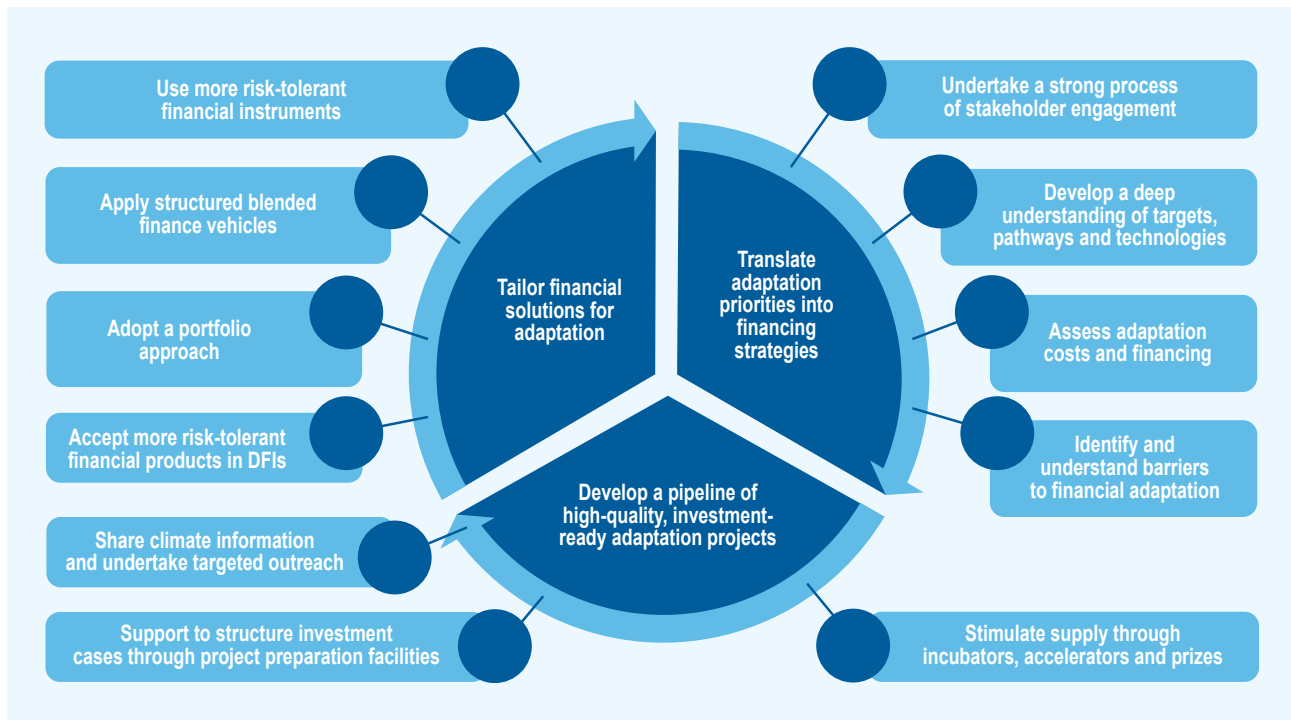 Use more risk-tolerant
financial instruments
Apply structured blended
finance vehicles
Adopt a portfolio
approach
Accept more risk-tolerant
financial products in DFIs
Share climate information
and undertake targeted outreach
Support to structure investment
cases through project preparation facilities
Tailor financial
solutions for
adaptation
Translate
adaptation
priorities into
financing
strategies
Develop a pipeline of
high-quality, investment-
ready adaptation projects
Undertake a strong process
of stakeholder engagement
Develop a deep
understanding of targets,
pathways and technologies
Assess adaptation
costs and financing
Identify and
understand barriers
to financial adaptation
Stimulate supply through
incubators, accelerators and prizes